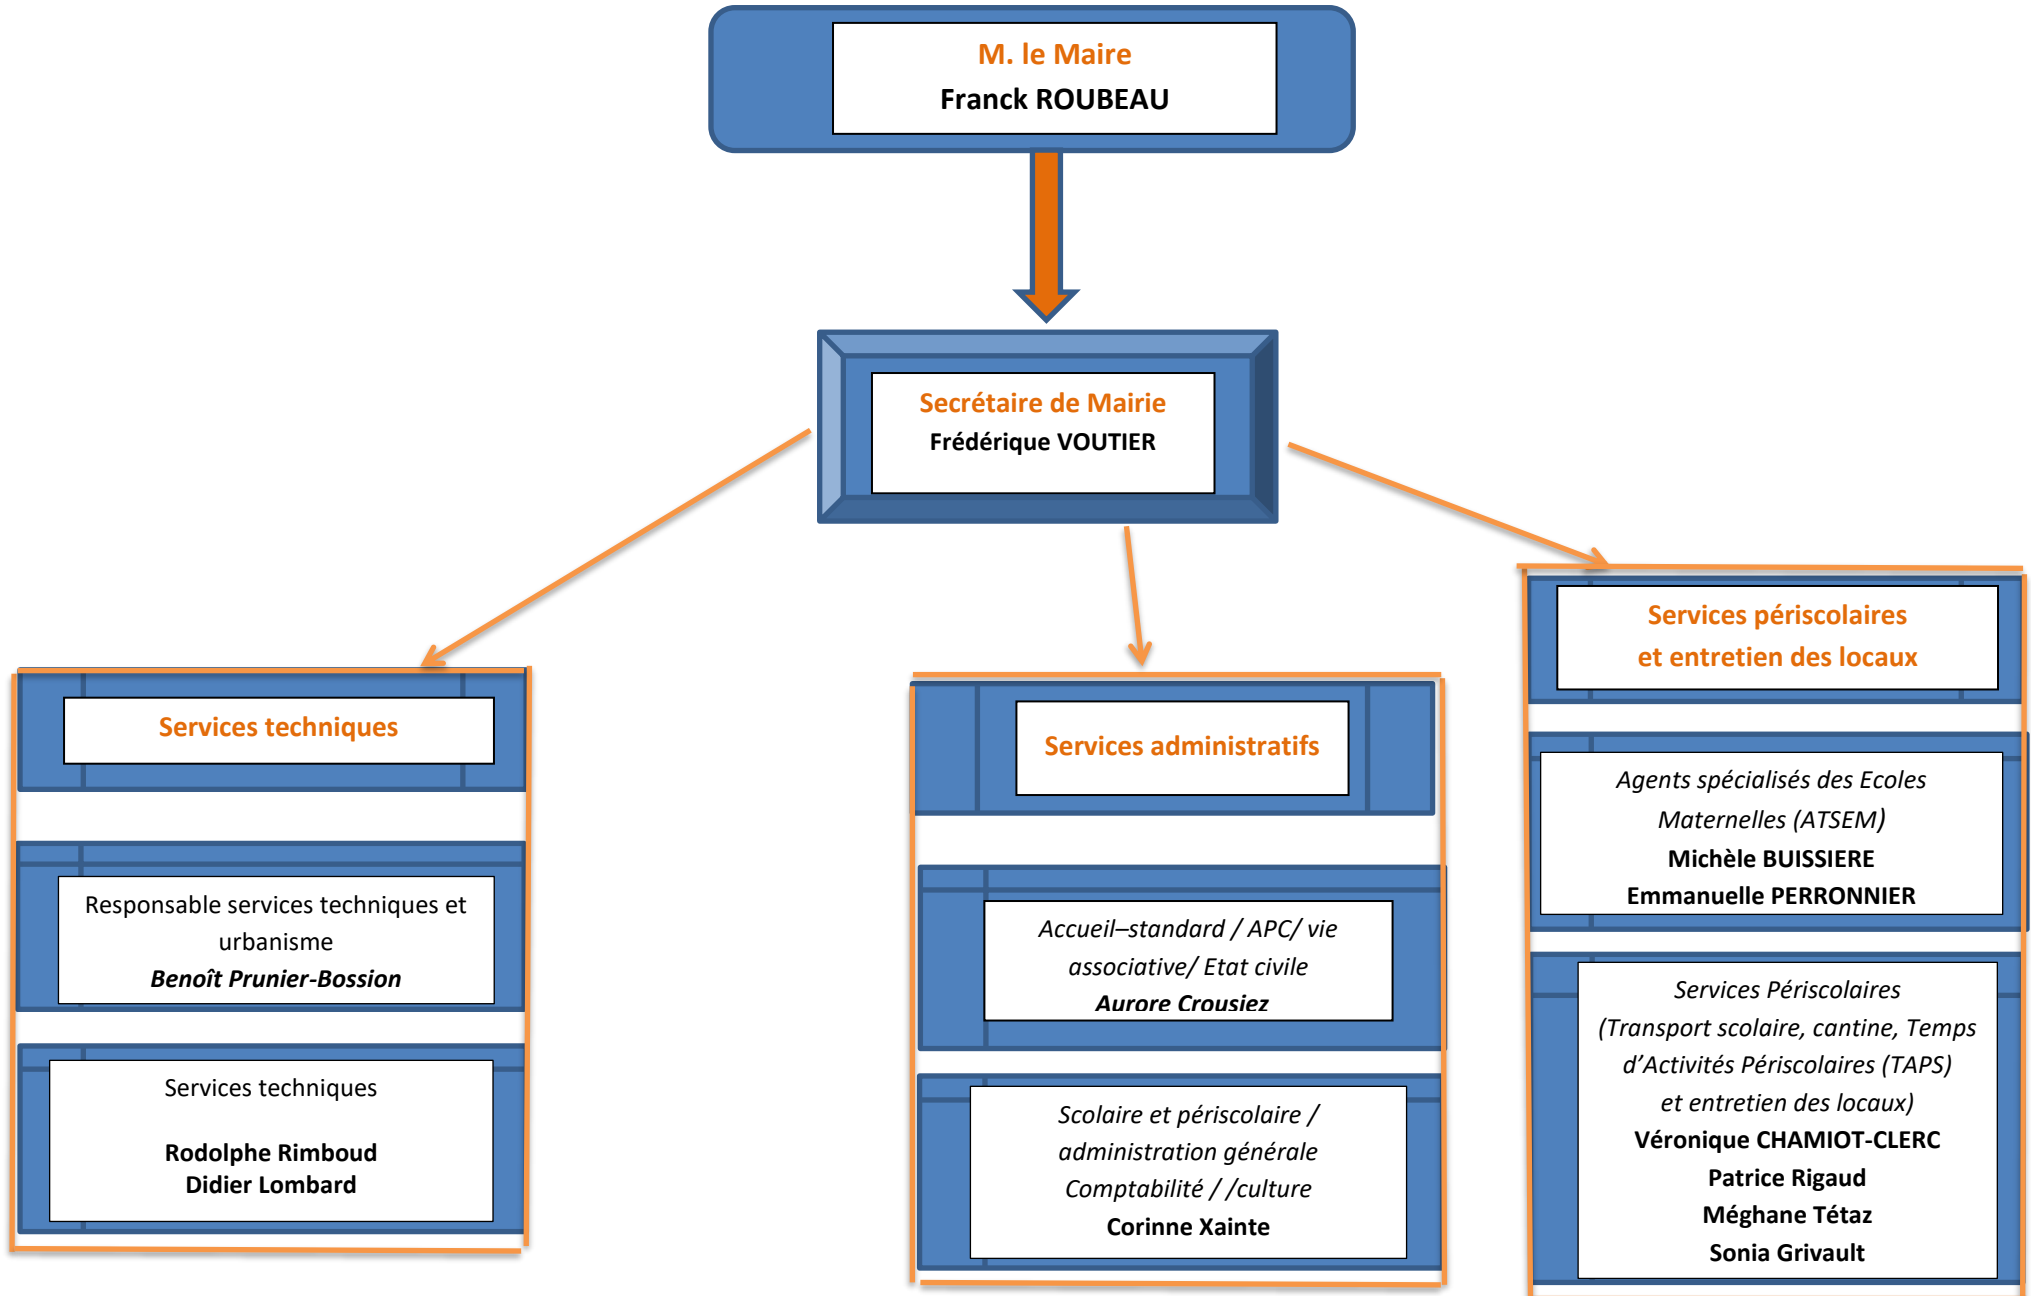 M. le Maire
Franck ROUBEAU
Secrétaire de Mairie
Frédérique VOUTIER
Services techniques
Responsable services techniques et
urbanisme
Benoît Prunier-Bossion
Services techniques
Rodolphe Rimboud
Didier Lombard
Services administratifs
Accueil–standard / APC/ vie
associative/ Etat civile
Aurore Crousiez
Scolaire et périscolaire /
administration générale
Comptabilité / /culture
Corinne Xainte
Services périscolaires
et entretien des locaux
Agents spécialisés des Ecoles
Maternelles (ATSEM)
Michèle BUISSIERE
Emmanuelle PERRONNIER
Services Périscolaires
(Transport scolaire, cantine, Temps
d’Activités Périscolaires (TAPS)
et entretien des locaux)
Véronique CHAMIOT-CLERC
Patrice Rigaud
Méghane Tétaz
Sonia Grivault